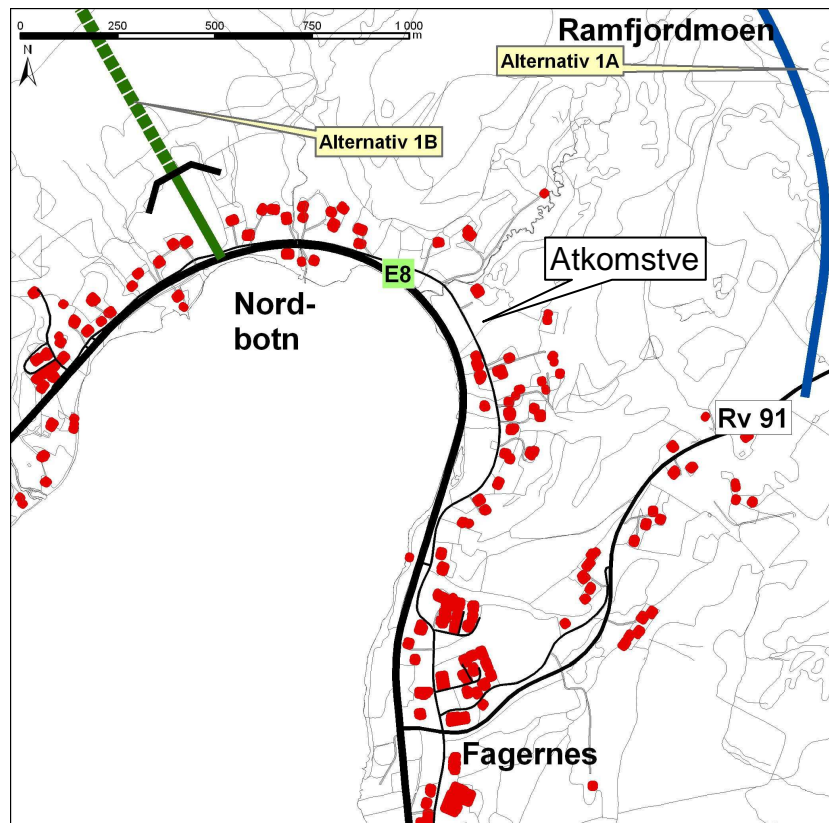 0 250 500 750 1 000
m
N
Ramfjordmoen
Alternativ 1A
Alternativ 1B
Atkomstve
E8
Nord-
botn
Rv 91
Fagernes